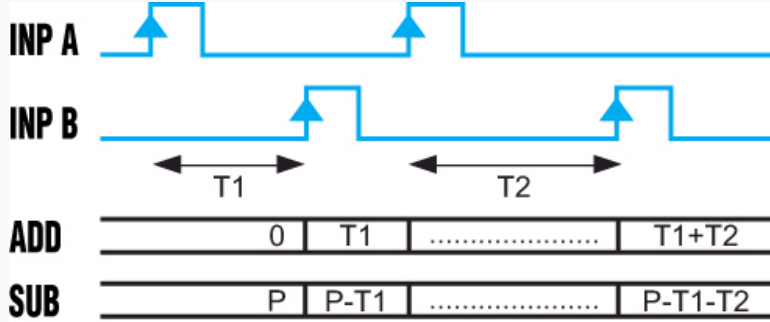 INP A
INP B
T1 T2
ADD 0 T1 ..................... T1+T2
SUB P P-T1 ..................... P-T1-T2